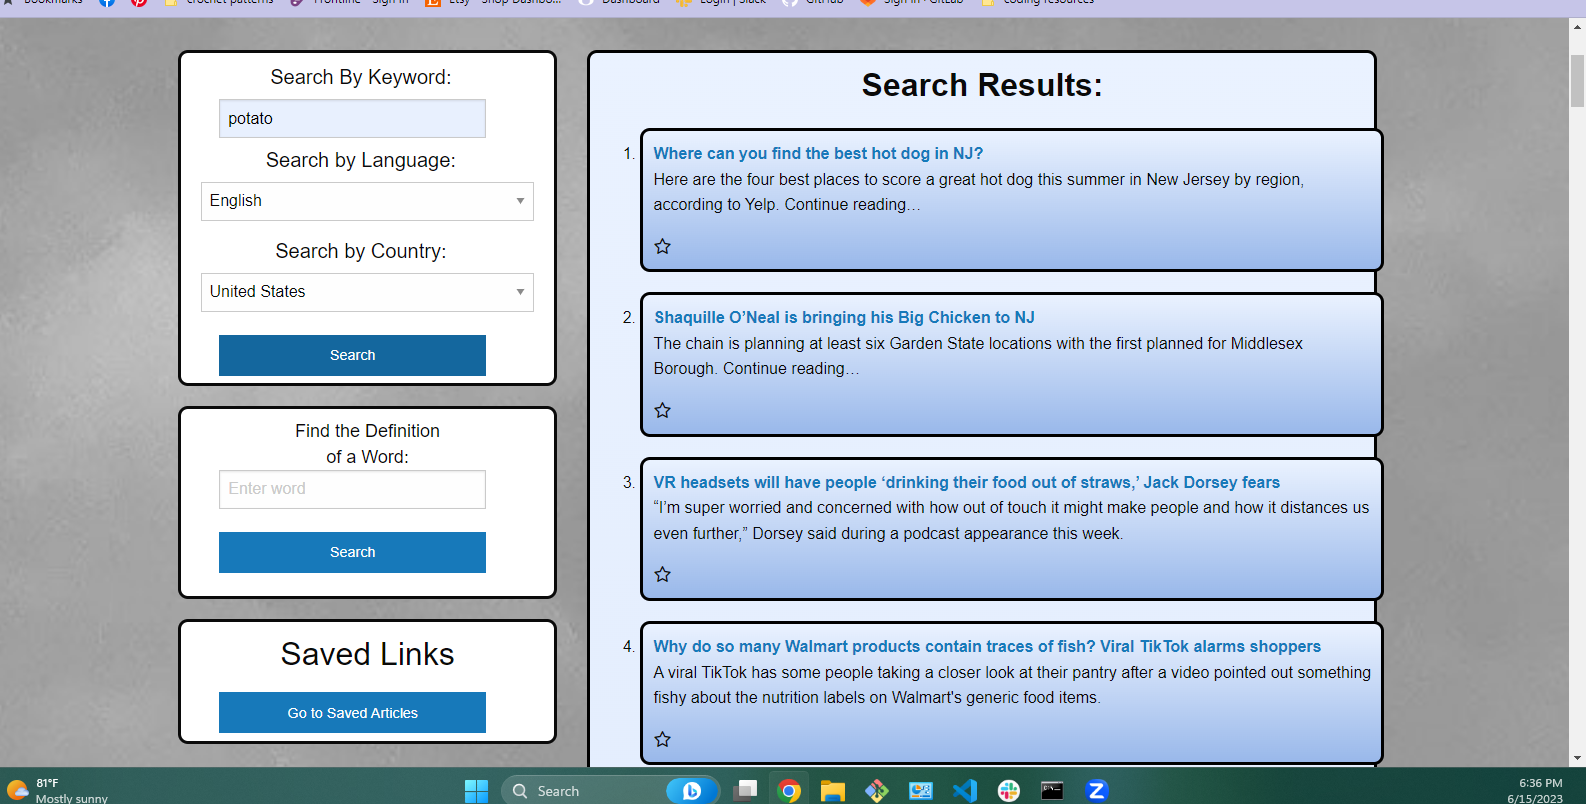 Bookmarks crochet patterns Frontline - Sign In Etsy - Shop Dashbo... Dashboard Login | Slack GitHub Sign in · GitLab coding resources
Search By Keyword:
potato
Search by Language:
English
Search by Country:
United States
Search
Find the Definition
of a Word:
Enter word
Search
Saved Links
Go to Saved Articles
Search Results:
1. Where can you find the best hot dog in NJ?
Here are the four best places to score a great hot dog this summer in New Jersey by region,
according to Yelp. Continue reading…
2. Shaquille O’Neal is bringing his Big Chicken to NJ
The chain is planning at least six Garden State locations with the first planned for Middlesex
Borough. Continue reading…
3. VR headsets will have people ‘drinking their food out of straws,’ Jack Dorsey fears
“I’m super worried and concerned with how out of touch it might make people and how it distances us
even further,” Dorsey said during a podcast appearance this week.
4. Why do so many Walmart products contain traces of fish? Viral TikTok alarms shoppers
A viral TikTok has some people taking a closer look at their pantry after a video pointed out something
fishy about the nutrition labels on Walmart's generic food items.
81°F
Mostly sunny
Search
6:36 PM
6/15/2023